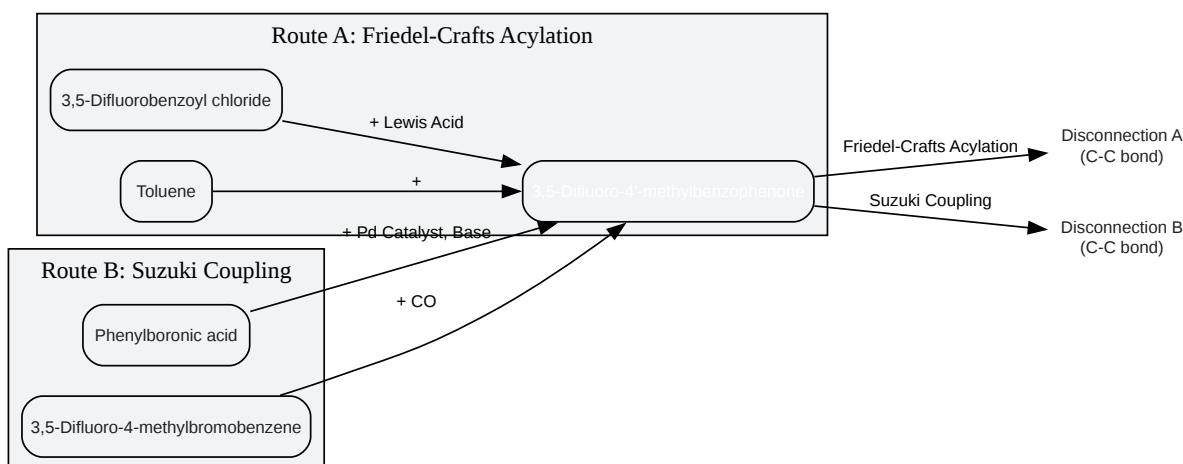 Route A: Friedel-Crafts Acylation
3,5-Difluorobenzoyl chloride
+ Lewis Acid
Toluene
+
3,5-Difluoro-4'-methylbenzophenone
Friedel-Crafts Acylation
Disconnection A
(C-C bond)
Suzuki Coupling
Disconnection B
(C-C bond)
+ Pd Catalyst, Base
Route B: Suzuki Coupling
Phenylboronic acid
+ CO
3,5-Difluoro-4-methylbromobenzene